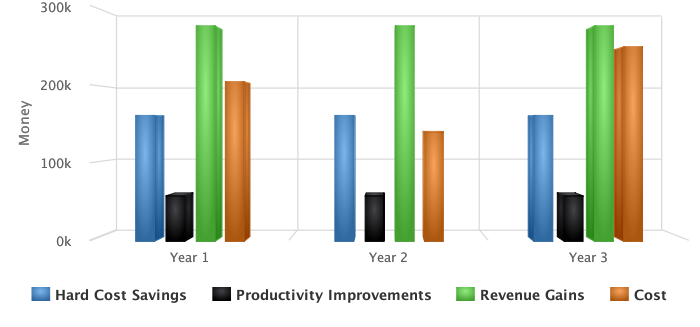 300k
200k
100k
0k
Money
Year 1 Year 2 Year 3
Hard Cost Savings Productivity Improvements Revenue Gains Cost